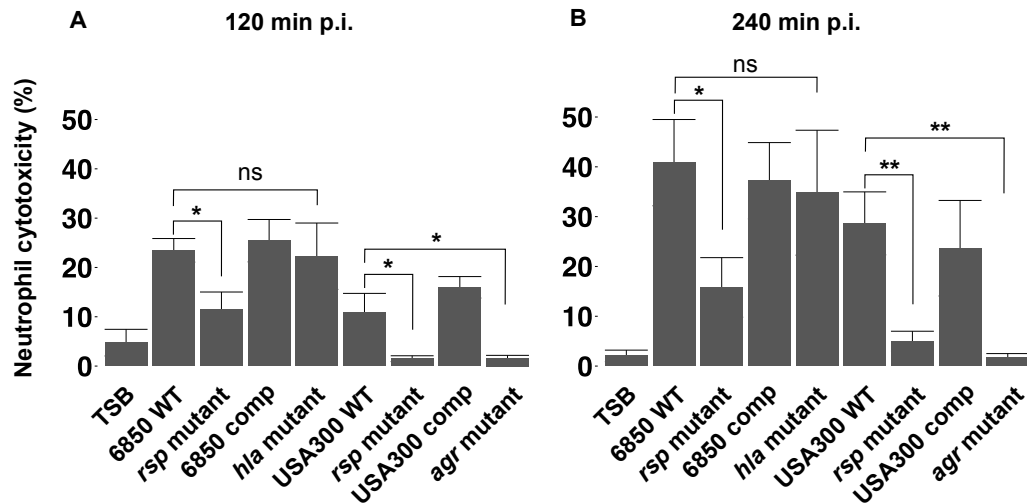 A
120 min p.i.
B
240 min p.i.
Neutrophil cytotoxicity (%)
50
40
30
20
10
0
ns
*
*
*
TSB
6850 WT
rsp mutant
6850 comp
hla mutant
USA300 WT
rsp mutant
USA300 comp
agr mutant
50
40
30
20
10
0
ns
*
**
**
TSB
6850 WT
rsp mutant
6850 comp
hla mutant
USA300 WT
rsp mutant
USA300 comp
agr mutant